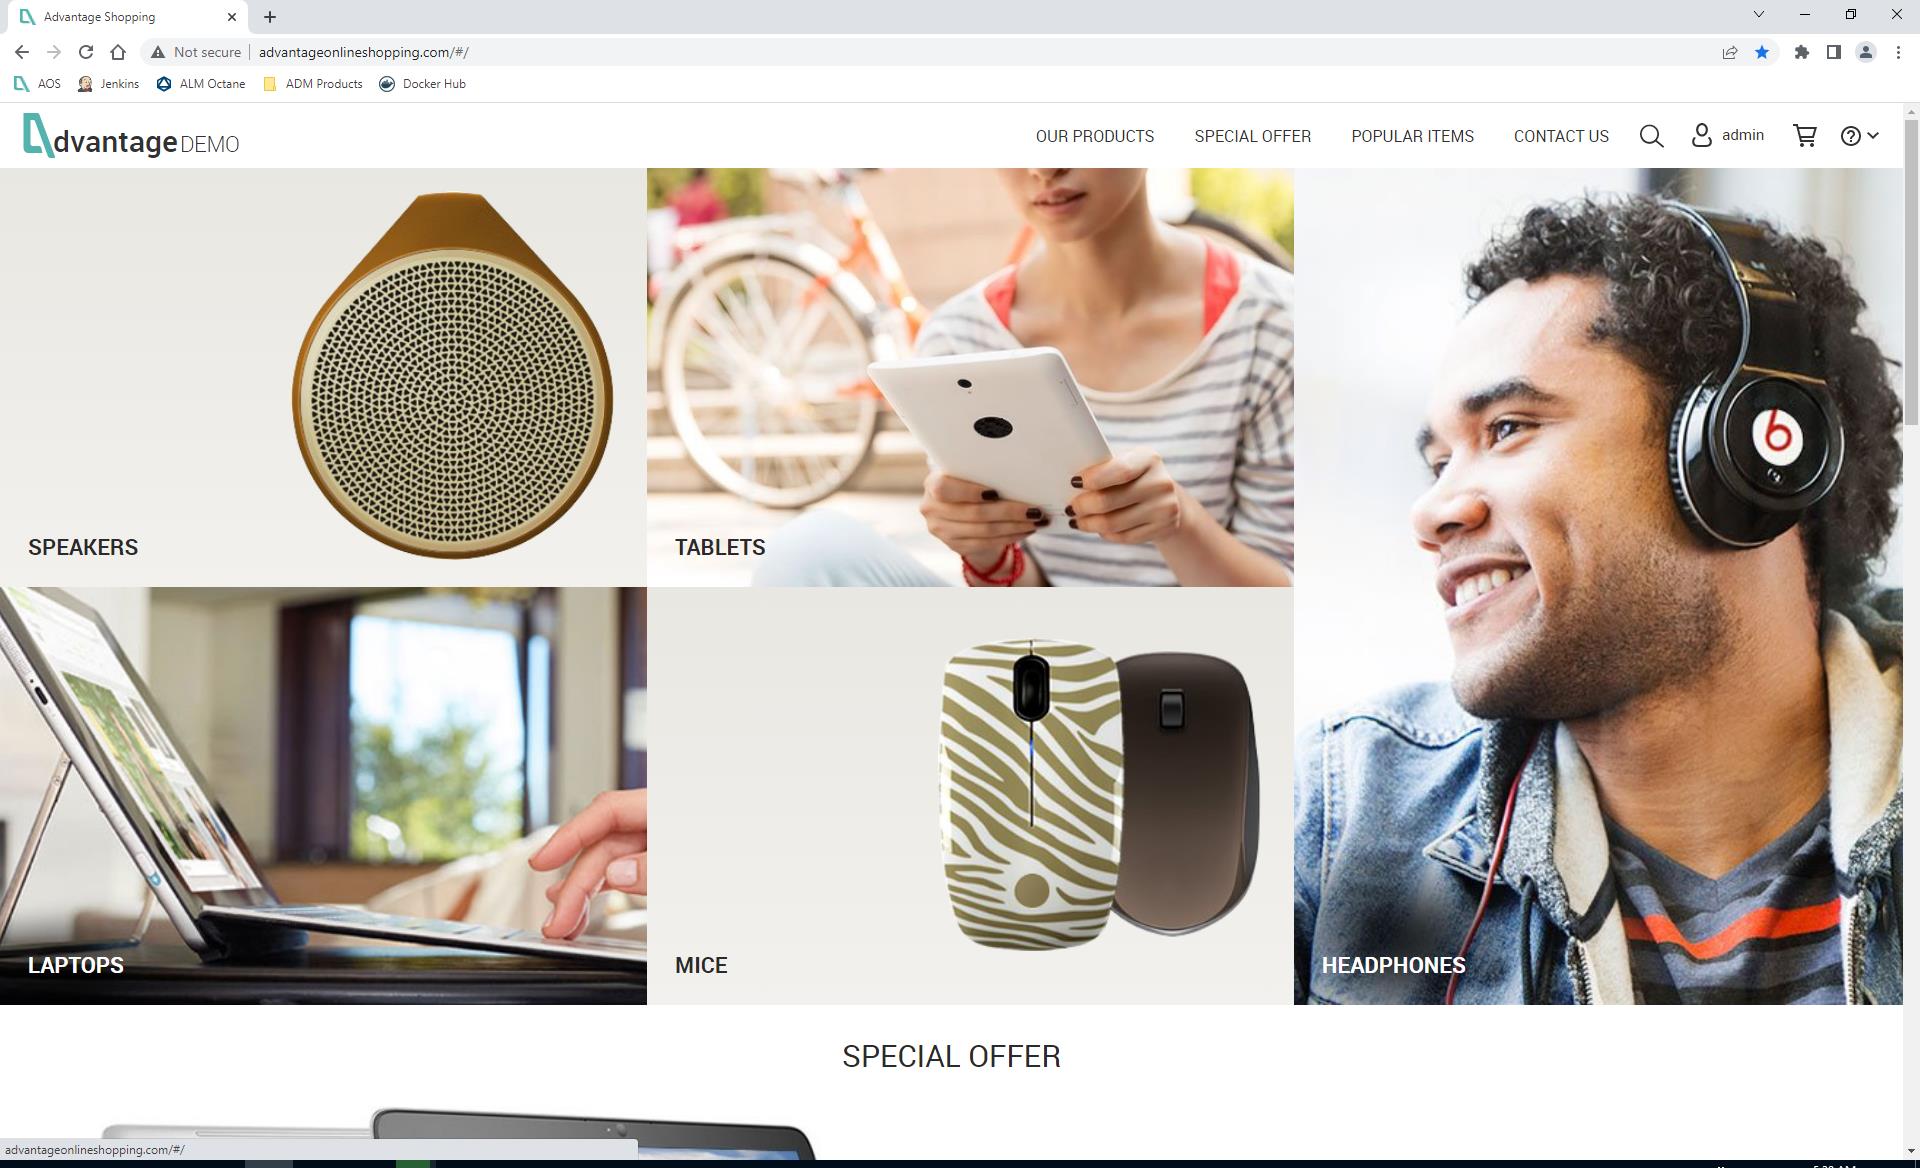 Advantage Shopping
Not secure advantageonlineshopping.com/#/
AOS Jenkins ALM Octane ADM Products Docker Hub
dvantage DEMO OUR PRODUCTS SPECIAL OFFER POPULAR ITEMS CONTACT US admin
SPEAKERS
TABLETS
LAPTOPS
MICE
HEADPHONES
SPECIAL OFFER
advantageonlineshopping.com/#/